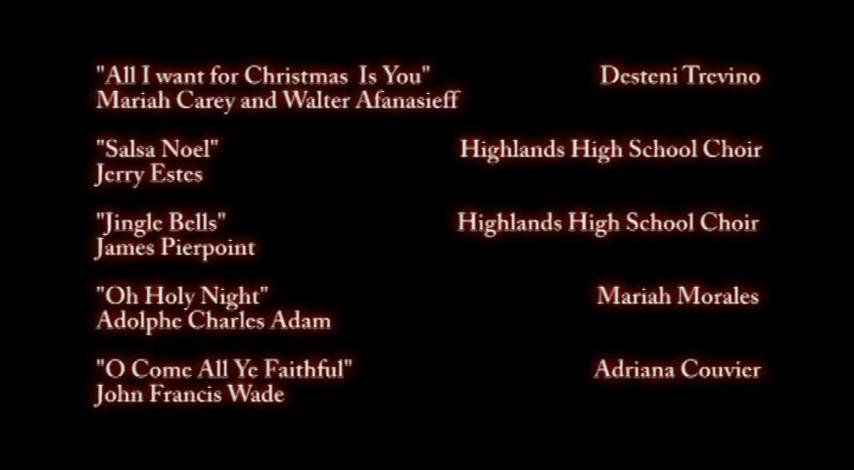 "All I want for Christmas Is You" Desteni Trevino
Mariah Carey and Walter Afanasieff
"Salsa Noel" Highlands High School Choir
Jerry Estes
"Jingle Bells" Highlands High School Choir
James Pierpoint
"Oh Holy Night" Mariah Morales
Adolphe Charles Adam
"O Come All Ye Faithful" Adriana Couvier
John Francis Wade